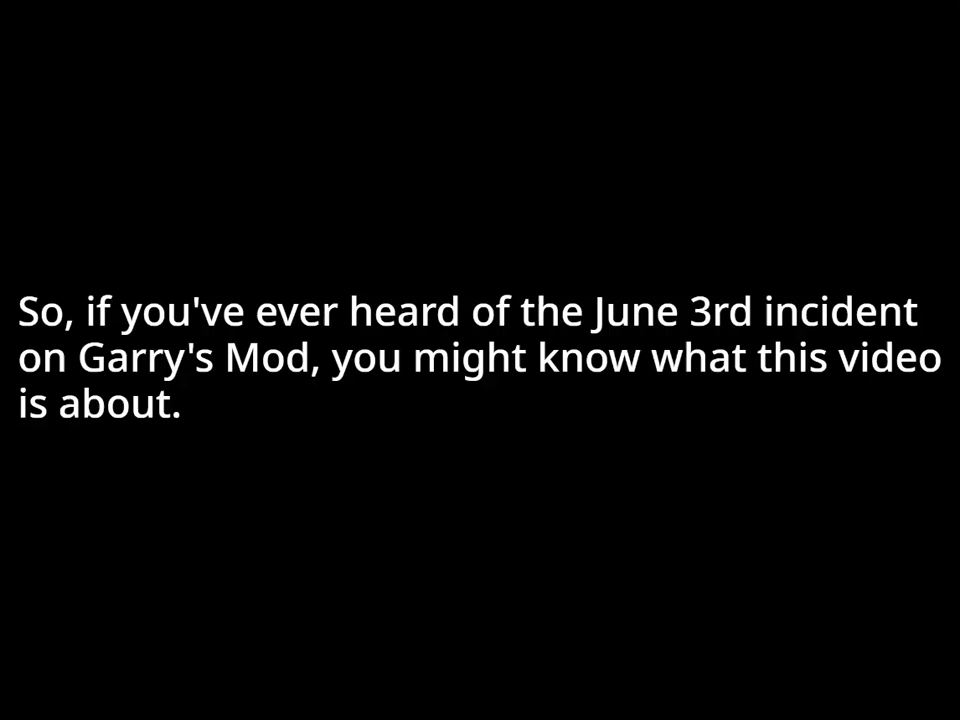 So, if you've ever heard of the June 3rd incident
on Garry's Mod, you might know what this video
is about.